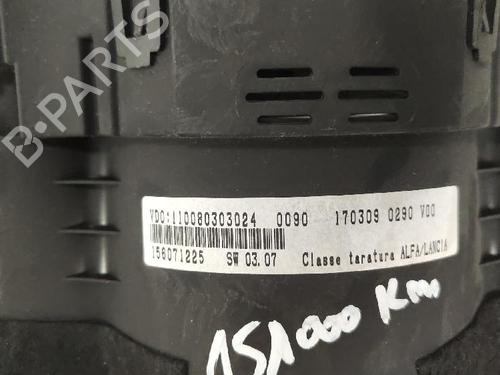 B-PARTS
VDO:110080303024 0090 170309 0290 V00
156071225 SW 03.07 Classe taratura ALFA/LANCIA
151000 Km